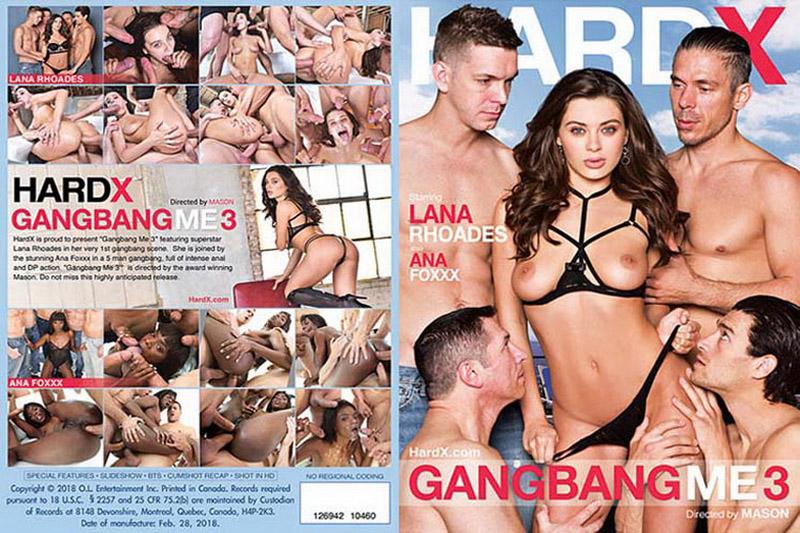 LANA RHOADES
HARDX
Directed by MASON
GANGBANG ME 3
HardX is proud to present "Gangbang Me 3" featuring superstar
Lana Rhoades in her very 1st gangbang scene. She is joined by
the stunning Ana Foxxx in a 5 man gangbang, full of intense anal
and DP action. "Gangbang Me 3" is directed by the award winning
Mason. Do not miss this highly anticipated release.
HardX.com
ANA FOXXX
SPECIAL FEATURES • SLIDESHOW • BTS • CUMSHOT RECAP • SHOT IN HD
NO REGIONAL CODING
Copyright © 2018 O.L. Entertainment Inc. Printed in Canada. Records required
pursuant to 18 U.S.C. § 2257 and 25 CFR 75.2(b) are maintained by Custodian
of Records at 8148 Devonshire, Montreal, Quebec, Canada, H4P-2K3.
Date of manufacture: Feb. 28, 2018.
126942 10460
HARDX
Starring
LANA
RHOADES
and
ANA
FOXXX
HardX.com
GANGBANG ME 3
Directed by MASON